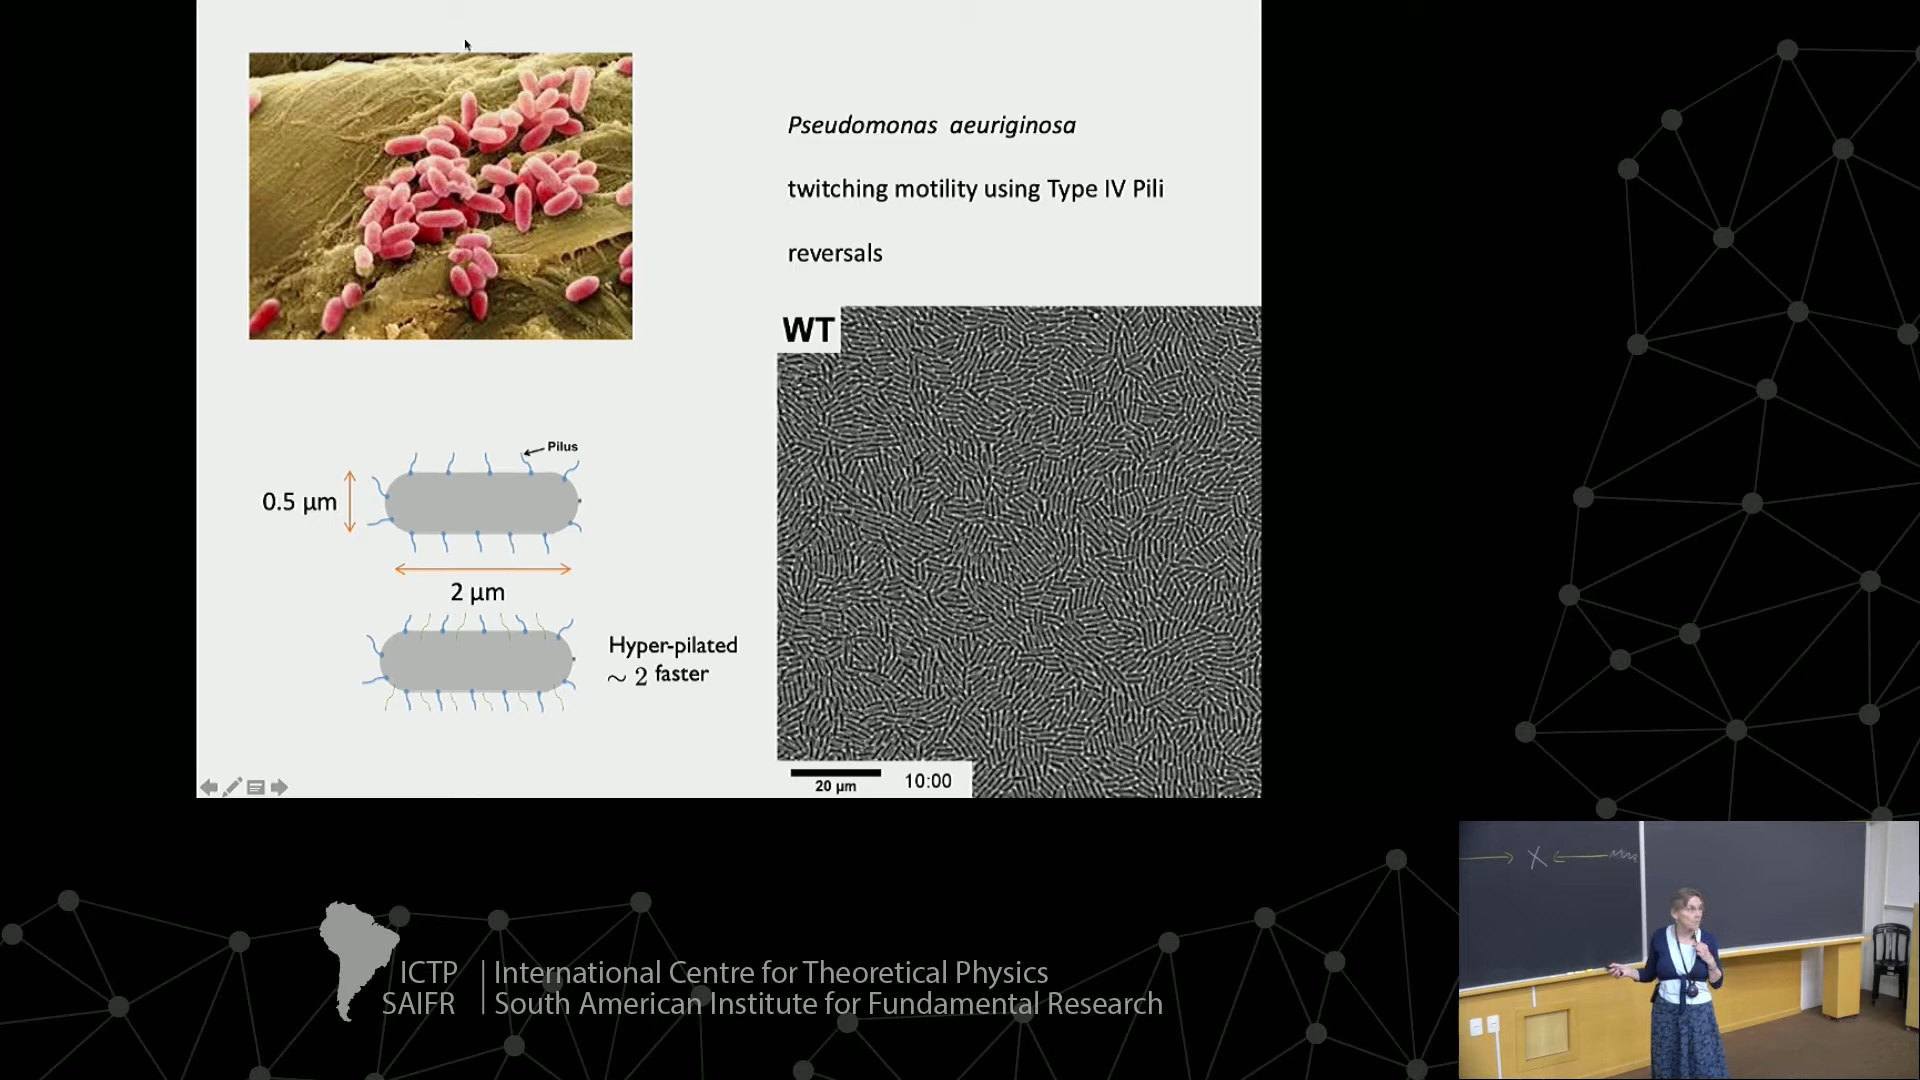 Pseudomonas aeuriginosa
twitching motility using Type IV Pili
reversals
WT
Pilus
0.5 μm
2 μm
Hyper-pilated
~ 2 faster
20 μm
10:00
X
ICTP
SAIFR
International Centre for Theoretical Physics
South American Institute for Fundamental Research